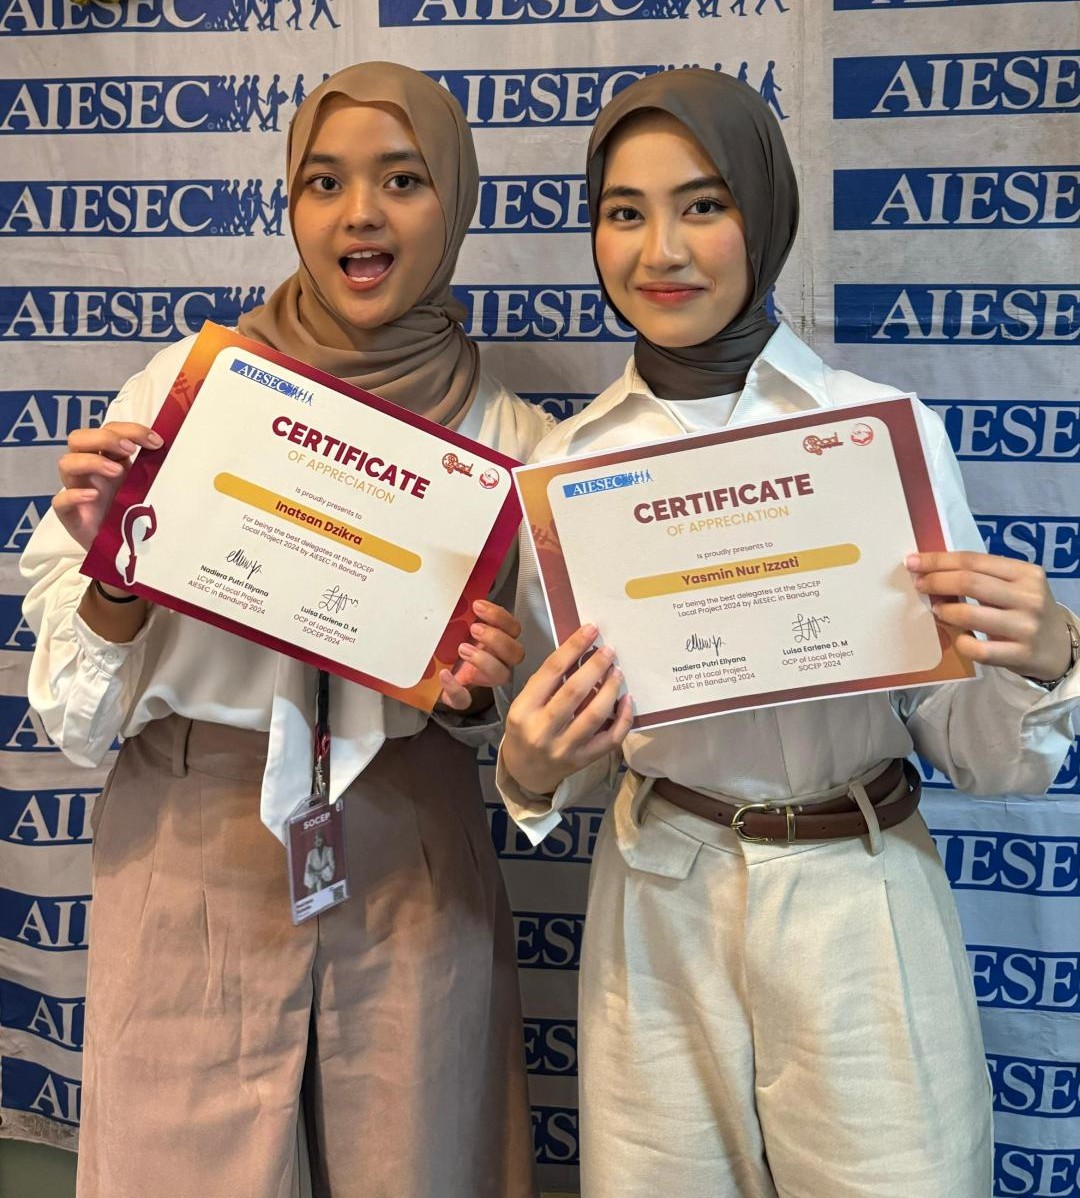 AIESEC
AIESEC
AIESEC
AIESEC
AIESEC
AIESEC
AIESEC
CERTIFICATE
OF APPRECIATION
is proudly presents to
Inatsan Dzikra
For being the best delegates at the SOCEP
Local Project 2024 by AIESEC in Bandung
Nadiera Putri Ellyana
LCVP of Local Project
AIESEC in Bandung 2024
Luisa Earlene D. M
OCP of Local Project
SOCEP 2024
AIESEC
CERTIFICATE
OF APPRECIATION
is proudly presents to
Yasmin Nur Izzati
For being the best delegates at the SOCEP
Local Project 2024 by AIESEC in Bandung
Nadiera Putri Ellyana
LCVP of Local Project
AIESEC in Bandung 2024
Luisa Earlene D. M
OCP of Local Project
SOCEP 2024
SOCEP